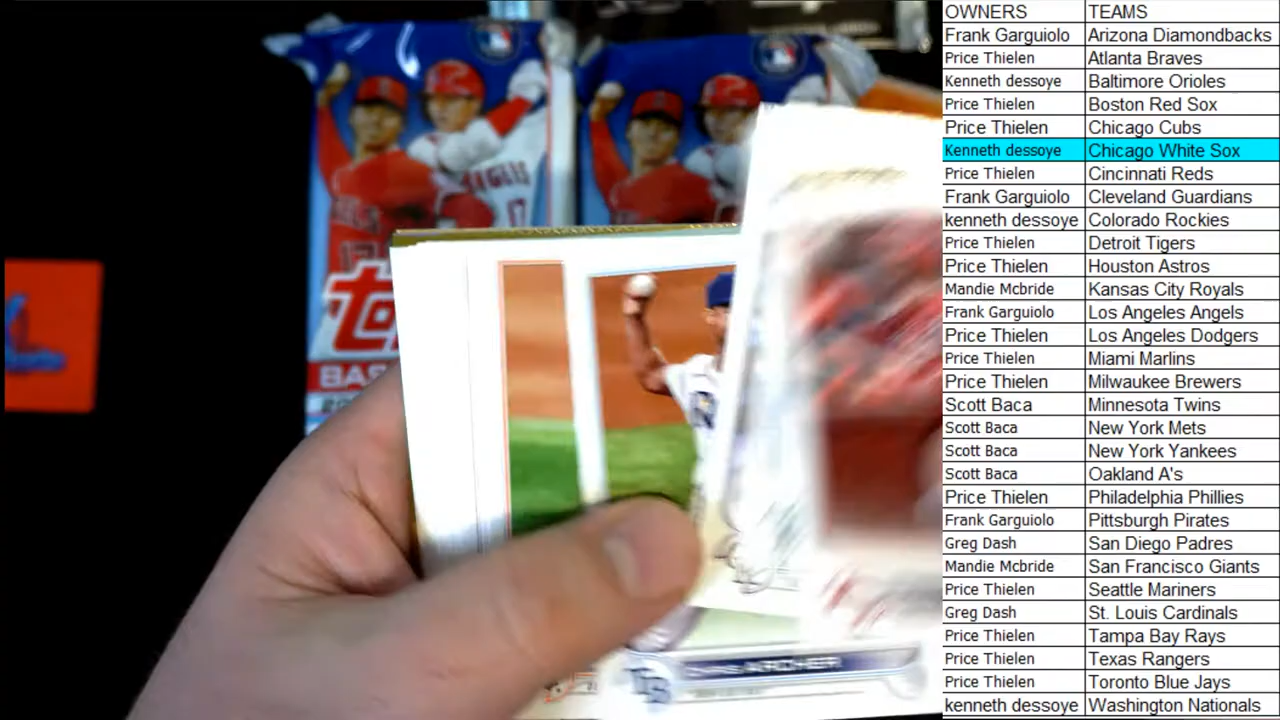 OWNERS TEAMS
Frank Garguiolo Arizona Diamondbacks
Price Thielen Atlanta Braves
Kenneth dessoye Baltimore Orioles
Price Thielen Boston Red Sox
Price Thielen Chicago Cubs
Kenneth dessoye Chicago White Sox
Price Thielen Cincinnati Reds
Frank Garguiolo Cleveland Guardians
kenneth dessoye Colorado Rockies
Price Thielen Detroit Tigers
Price Thielen Houston Astros
Mandie Mcbride Kansas City Royals
Frank Garguiolo Los Angeles Angels
Price Thielen Los Angeles Dodgers
Price Thielen Miami Marlins
Price Thielen Milwaukee Brewers
Scott Baca Minnesota Twins
Scott Baca New York Mets
Scott Baca New York Yankees
Scott Baca Oakland A's
Price Thielen Philadelphia Phillies
Frank Garguiolo Pittsburgh Pirates
Greg Dash San Diego Padres
Mandie Mcbride San Francisco Giants
Price Thielen Seattle Mariners
Greg Dash St. Louis Cardinals
Price Thielen Tampa Bay Rays
Price Thielen Texas Rangers
Price Thielen Toronto Blue Jays
kenneth dessoye Washington Nationals
17
ARCHER
TB